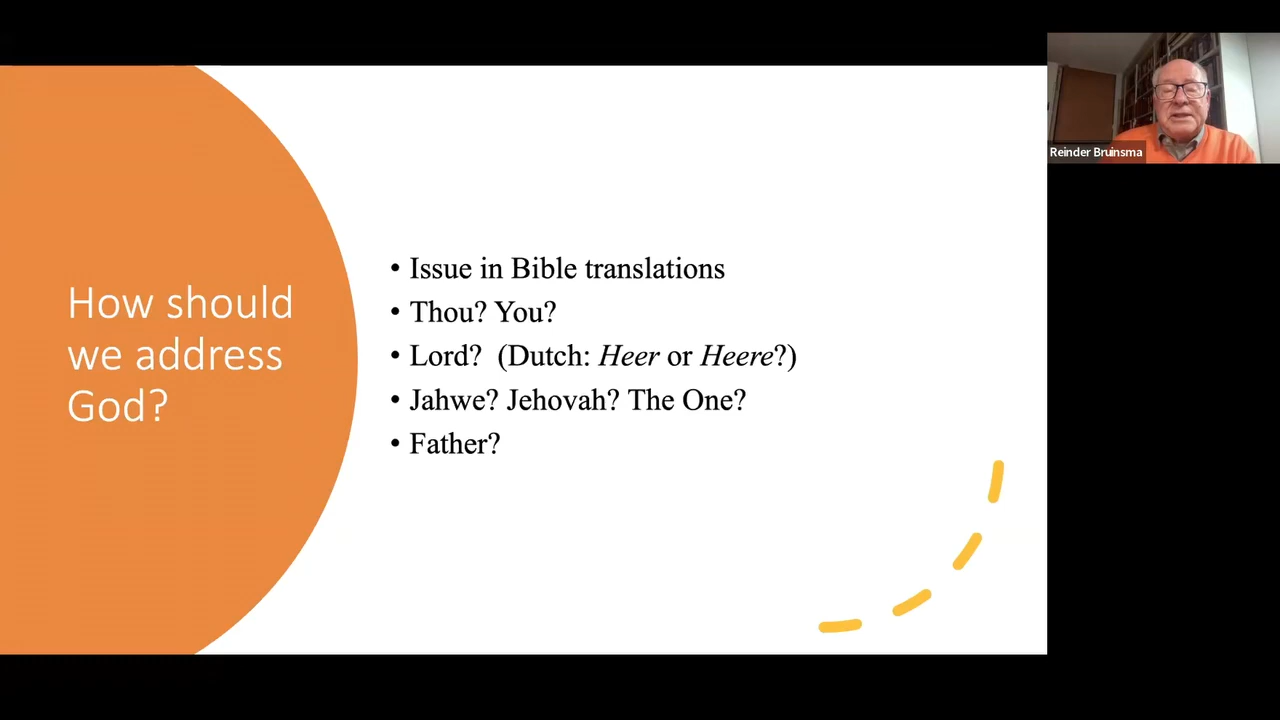 How should
we address
God?
• Issue in Bible translations
• Thou? You?
• Lord?  (Dutch: Heer or Heere?)
• Jahwe? Jehovah? The One?
• Father?
Reinder Bruinsma